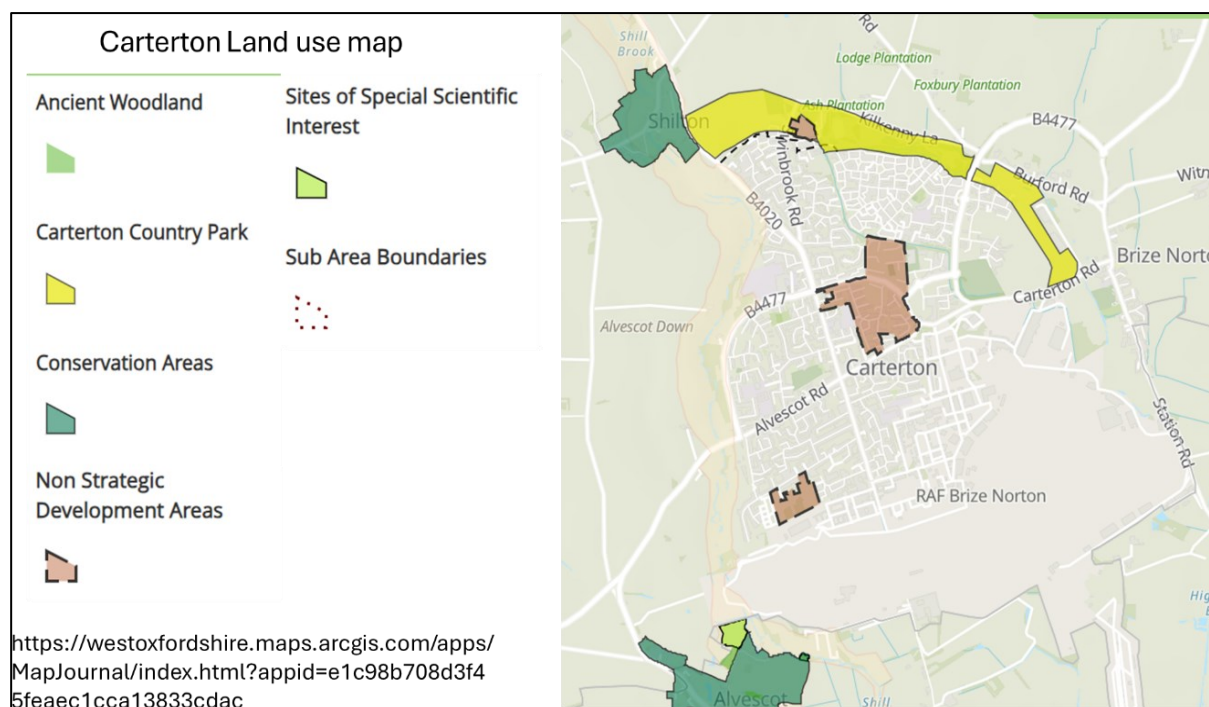 Carterton Land use map
Ancient Woodland
Carterton Country Park
Conservation Areas
Non Strategic
Development Areas
Sites of Special Scientific
Interest
Sub Area Boundaries
https://westoxfordshire.maps.arcgis.com/apps/
MapJournal/index.html?appid=e1c98b708d3f4
5feaec1cca13833cdac
Shill
Brook
Rd
Lodge Plantation
Foxbury Plantation
Ash Plantation
Shilton
Kilkenny La
B4477
Winbrook Rd
Burford Rd
Witn
B4020
Brize Norto
Carterton Rd
B4477
Alvescot Down
Carterton
Alvescot Rd
Station Rd
RAF Brize Norton
Alvescot
Shill